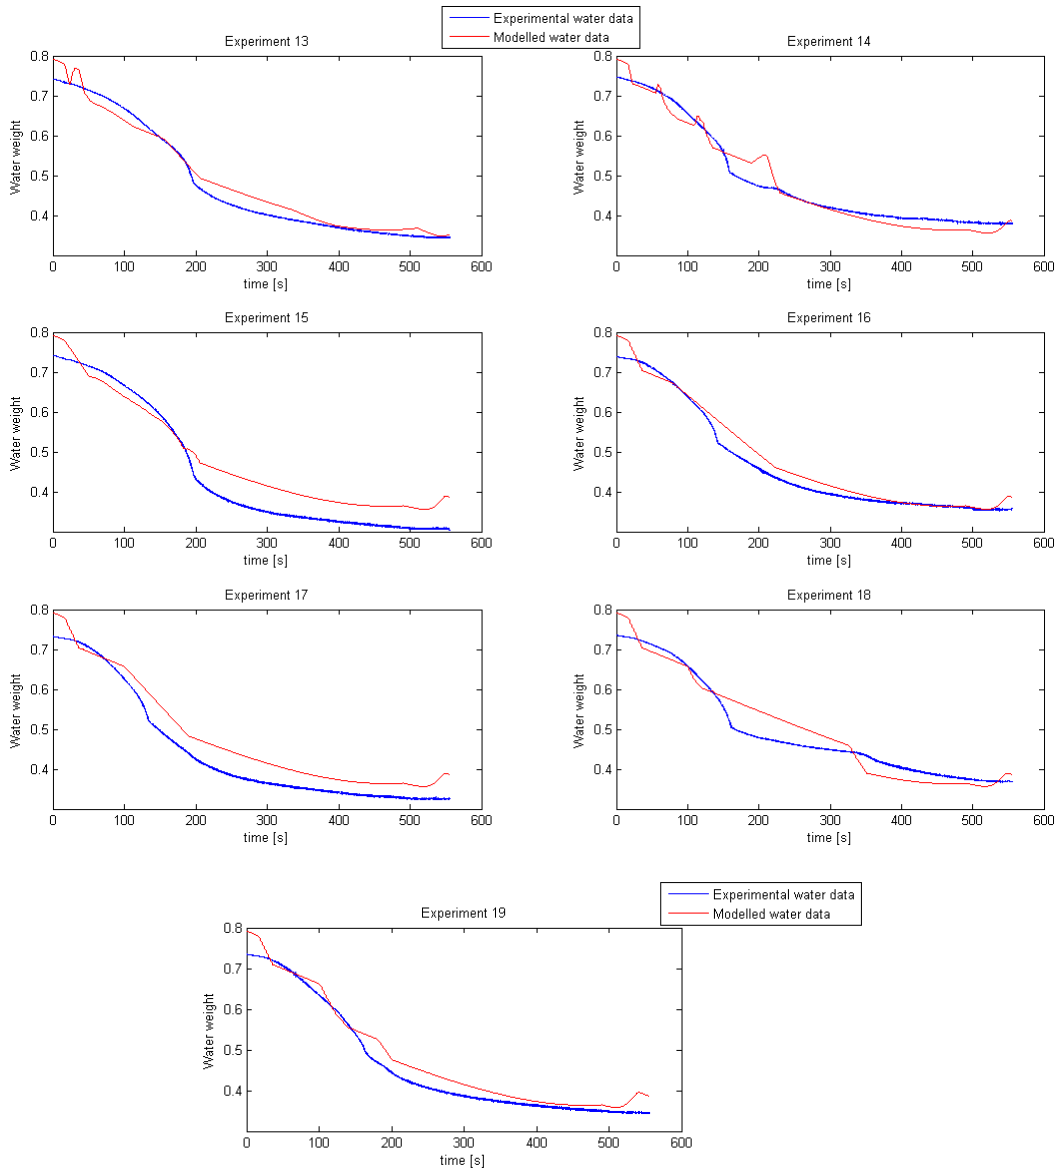 Experimental water data
Modelled water data
Experiment 13
Experiment 14
0.8
0.7
0.6
0.5
0.4
Water weight
0 100 200 300 400 500 600
time [s]
0.8
0.7
0.6
0.5
0.4
Water weight
0 100 200 300 400 500 600
time [s]
Experiment 15
Experiment 16
0.8
0.7
0.6
0.5
0.4
Water weight
0 100 200 300 400 500 600
time [s]
0.8
0.7
0.6
0.5
0.4
Water weight
0 100 200 300 400 500 600
time [s]
Experiment 17
Experiment 18
0.8
0.7
0.6
0.5
0.4
Water weight
0 100 200 300 400 500 600
time [s]
0.8
0.7
0.6
0.5
0.4
Water weight
0 100 200 300 400 500 600
time [s]
Experimental water data
Modelled water data
Experiment 19
0.8
0.7
0.6
0.5
0.4
Water weight
0 100 200 300 400 500 600
time [s]